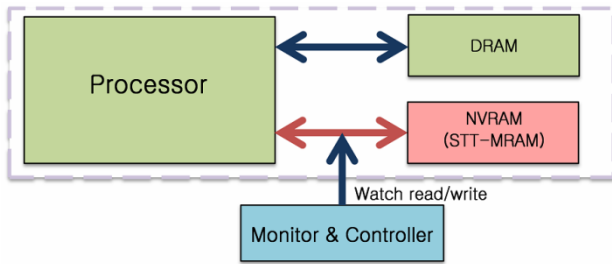 Processor
DRAM
NVRAM
(STT-MRAM)
Watch read/write
Monitor & Controller